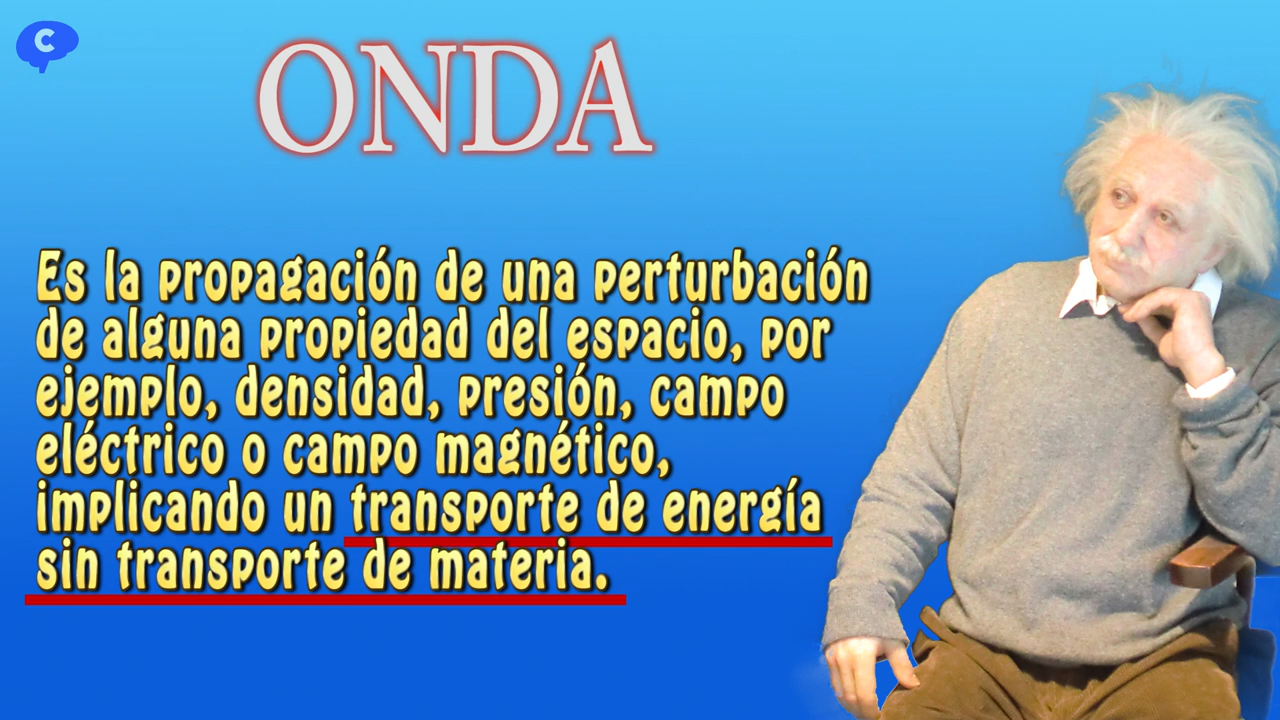 C
ONDA
Es la propagación de una perturbación
de alguna propiedad del espacio, por
ejemplo, densidad, presión, campo
eléctrico o campo magnético,
implicando un transporte de energía
sin transporte de materia.